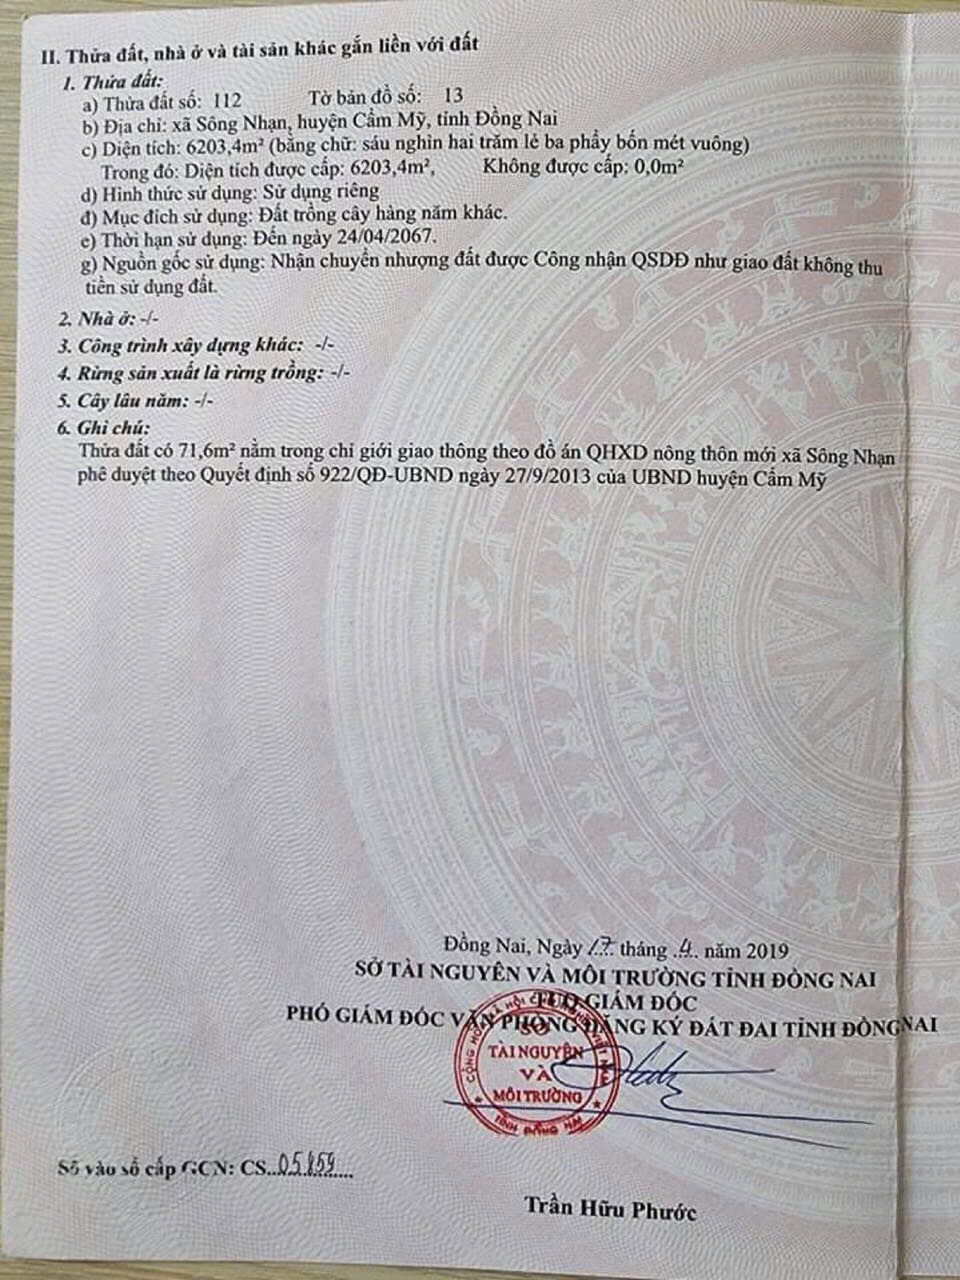 II. Thửa đất, nhà ở và tài sản khác gắn liền với đất
1. Thửa đất:
a) Thửa đất số: 112 Tờ bản đồ số: 13
b) Địa chỉ: xã Sông Nhạn, huyện Cẩm Mỹ, tỉnh Đồng Nai
c) Diện tích: 6203,4m² (bằng chữ: sáu nghìn hai trăm lẻ ba phẩy bốn mét vuông)
Trong đó: Diện tích được cấp: 6203,4m², Không được cấp: 0,0m²
d) Hình thức sử dụng: Sử dụng riêng
đ) Mục đích sử dụng: Đất trồng cây hàng năm khác.
e) Thời hạn sử dụng: Đến ngày 24/04/2067.
g) Nguồn gốc sử dụng: Nhận chuyển nhượng đất được Công nhận QSDĐ như giao đất không thu
tiền sử dụng đất.
2. Nhà ở: -/-
3. Công trình xây dựng khác: -/-
4. Rừng sản xuất là rừng trồng: -/-
5. Cây lâu năm: -/-
6. Ghi chú:
Thửa đất có 71,6m² nằm trong chỉ giới giao thông theo đồ án QHXD nông thôn mới xã Sông Nhạn
phê duyệt theo Quyết định số 922/QĐ-UBND ngày 27/9/2013 của UBND huyện Cẩm Mỹ
Đồng Nai, Ngày 17 tháng 4 năm 2019
SỞ TÀI NGUYÊN VÀ MÔI TRƯỜNG TỈNH ĐỒNG NAI
TUQ GIÁM ĐỐC
PHÓ GIÁM ĐỐC VĂN PHÒNG ĐĂNG KÝ ĐẤT ĐAI TỈNH ĐỒNG NAI
SỞ
TÀI NGUYÊN
VÀ
MÔI TRƯỜNG
TỈNH ĐỒNG NAI
Số vào sổ cấp GCN: CS 05859
Trần Hữu Phước